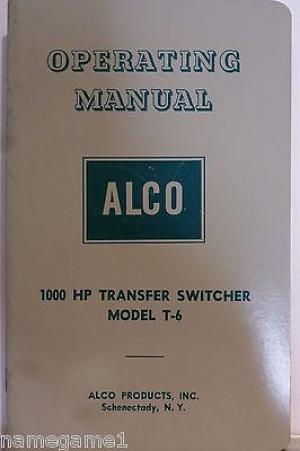 OPERATING
MANUAL
ALCO
1000 HP TRANSFER SWITCHER
MODEL T-6
ALCO PRODUCTS, INC.
Schenectady, N. Y.
namegame1